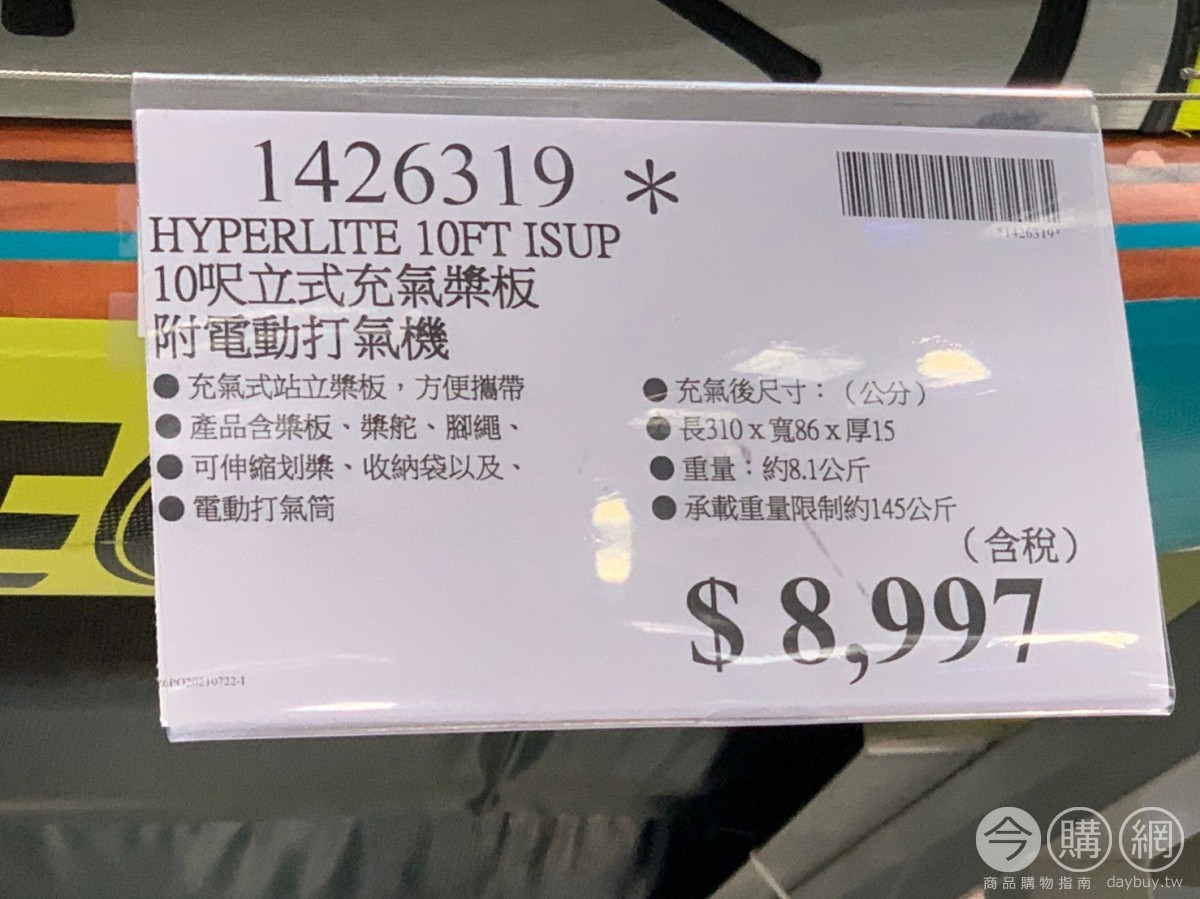 1426319 *
*1426319*
HYPERLITE 10FT ISUP
10呎立式充氣槳板
附電動打氣機
● 充氣式站立槳板，方便攜帶
● 產品含槳板、槳舵、腳繩、
● 可伸縮划槳、收納袋以及、
● 電動打氣筒
● 充氣後尺寸：（公分）
● 長310 x 寬86 x 厚15
● 重量：約8.1公斤
● 承載重量限制約145公斤
（含稅）
$ 8,997
今購網
商品購物指南 daybuy.tw